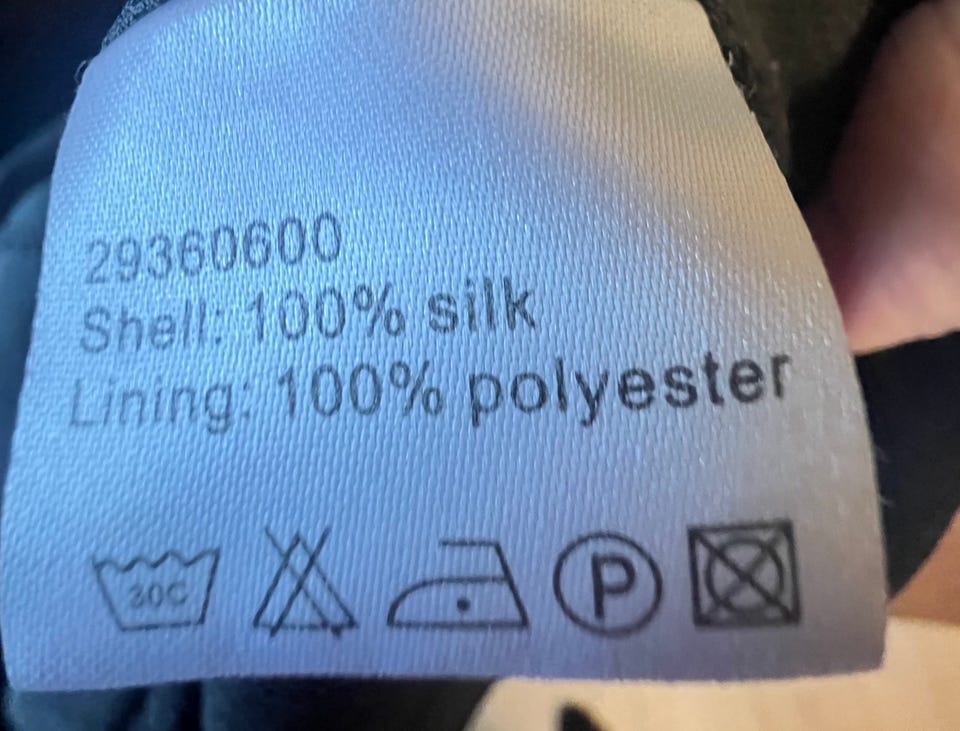 29360600
Shell: 100% silk
Lining: 100% polyester
30C
P